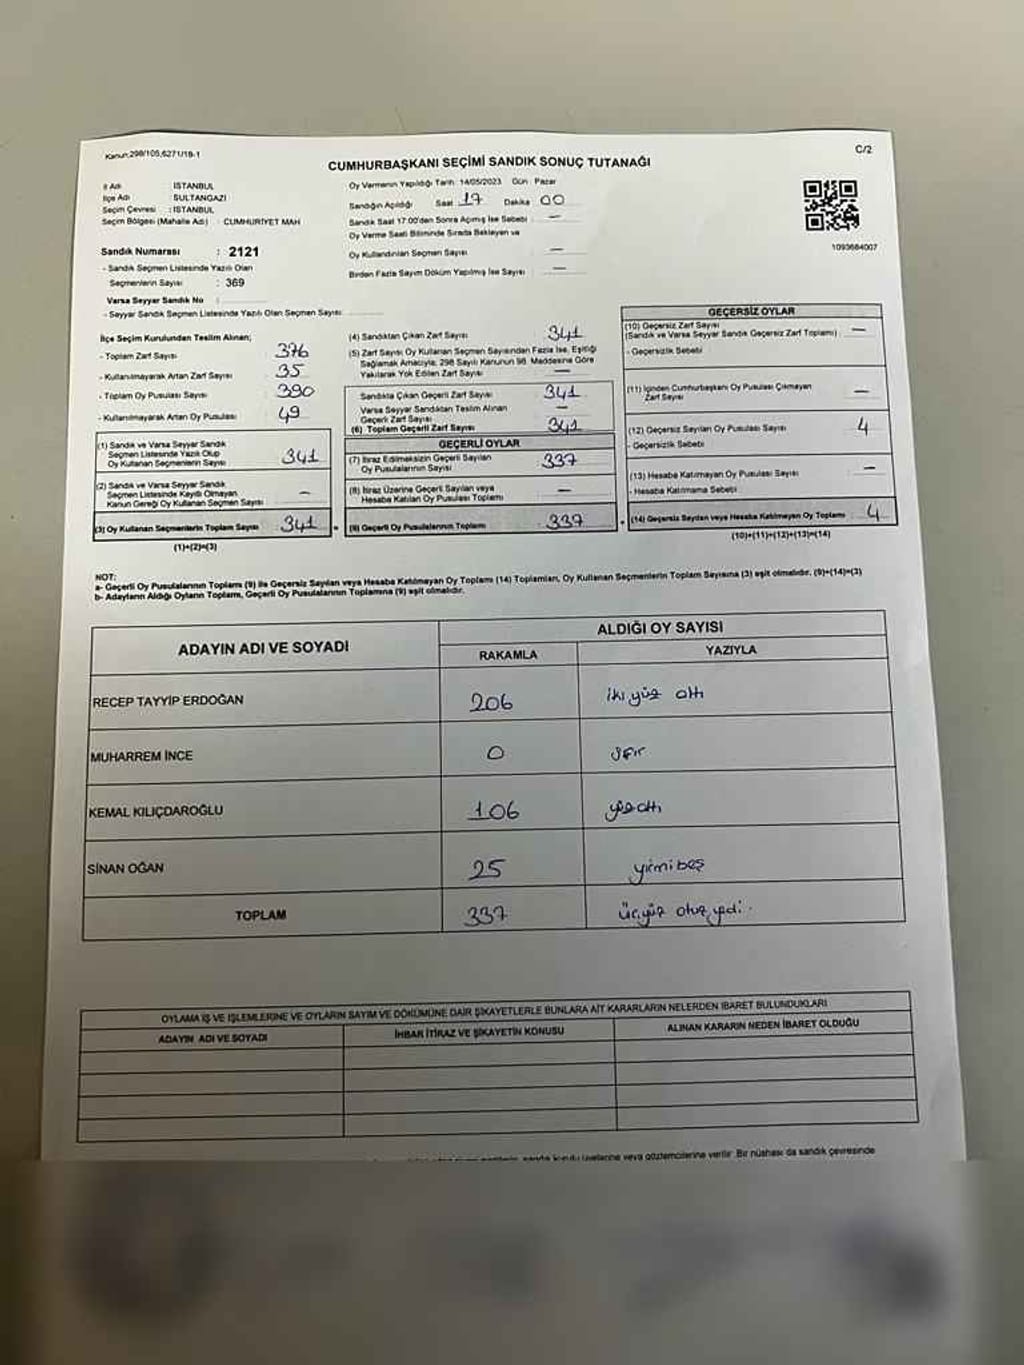 Kanun:298/105,6271/18-1
C/2
CUMHURBAŞKANI SEÇİMİ SANDIK SONUÇ TUTANAĞI
İl Adı İSTANBUL
İlçe Adı SULTANGAZİ
Seçim Çevresi : İSTANBUL
Seçim Bölgesi (Mahalle Adı) : CUMHURİYET MAH
Sandık Numarası : 2121
- Sandık Seçmen Listesinde Yazılı Olan
Seçmenlerin Sayısı : 369
Varsa Seyyar Sandık No :
- Seyyar Sandık Seçmen Listesinde Yazılı Olan Seçmen Sayısı:
Oy Vermenin Yapıldığı Tarih: 14/05/2023 Gün : Pazar
Sandığın Açıldığı Saat 17 Dakika 00
Sandık Saat 17.00'den Sonra Açımış İse Sebebi : —
Oy Verme Saati Bitiminde Sırada Bekleyen ve
Oy Kullandırılan Seçmen Sayısı —
Birden Fazla Sayım Döküm Yapılmış İse Sayısı : —
1093684007
İlçe Seçim Kurulundan Teslim Alınan;
- Toplam Zarf Sayısı : 376
- Kullanılmayarak Artan Zarf Sayısı : 35
- Toplam Oy Pusulası Sayısı : 390
- Kullanılmayarak Artan Oy Pusulası : 49
(1) Sandık ve Varsa Seyyar Sandık
Seçmen Listesinde Yazılı Olup
Oy Kullanan Seçmenlerin Sayısı : 341
(2) Sandık ve Varsa Seyyar Sandık
Seçmen Listesinde Kayıtlı Olmayan
Kanun Gereği Oy Kullanan Seçmen Sayısı : —
(3) Oy Kullanan Seçmenlerin Toplam Sayısı : 341
(1)+(2)=(3)
(4) Sandıktan Çıkan Zarf Sayısı : 341
(5) Zarf Sayısı Oy Kullanan Seçmen Sayısından Fazla İse, Eşitliği
Sağlamak Amacıyla, 298 Sayılı Kanunun 98. Maddesine Göre
Yakılarak Yok Edilen Zarf Sayısı : —
Sandıkta Çıkan Geçerli Zarf Sayısı : 341
Varsa Seyyar Sandıktan Teslim Alınan
Geçerli Zarf Sayısı : —
(6) Toplam Geçerli Zarf Sayısı : 341
GEÇERLİ OYLAR
(7) İtiraz Edilmeksizin Geçerli Sayılan
Oy Pusulalarının Sayısı : 337
(8) İtiraz Üzerine Geçerli Sayılan veya
Hesaba Katılan Oy Pusulası Toplamı : —
(9) Geçerli Oy Pusulalarının Toplamı : 337
GEÇERSİZ OYLAR
(10) Geçersiz Zarf Sayısı
(Sandık ve Varsa Seyyar Sandık Geçersiz Zarf Toplamı) : —
- Geçersizlik Sebebi :
(11) İçinden Cumhurbaşkanı Oy Pusulası Çıkmayan
Zarf Sayısı : —
(12) Geçersiz Sayılan Oy Pusulası Sayısı : 4
- Geçersizlik Sebebi :
(13) Hesaba Katılmayan Oy Pusulası Sayısı : —
- Hesaba Katılmama Sebebi :
(14) Geçersiz Sayılan veya Hesaba Katılmayan Oy Toplamı : 4
(10)+(11)+(12)+(13)=(14)
NOT:
a- Geçerli Oy Pusulalarının Toplamı (9) ile Geçersiz Sayılan veya Hesaba Katılmayan Oy Toplamı (14) Toplamları, Oy Kullanan Seçmenlerin Toplam Sayısına (3) eşit olmalıdır. (9)+(14)=(3)
b- Adayların Aldığı Oyların Toplamı, Geçerli Oy Pusulalarının Toplamına (9) eşit olmalıdır.
ADAYIN ADI VE SOYADI ALDIĞI OY SAYISI
RAKAMLA YAZIYLA
RECEP TAYYİP ERDOĞAN 206 iki yüz altı
MUHARREM İNCE 0 sıfır
KEMAL KILIÇDAROĞLU 106 yüzaltı
SİNAN OĞAN 25 yirmibeş
TOPLAM 337 üçyüz otuz yedi.
OYLAMA İŞ VE İŞLEMLERİNE VE OYLARIN SAYIM VE DÖKÜMÜNE DAİR ŞİKAYETLERLE BUNLARA AİT KARARLARIN NELERDEN İBARET BULUNDUKLARI
ADAYIN ADI VE SOYADI İHBAR İTİRAZ VE ŞİKAYETİN KONUSU ALINAN KARARIN NEDEN İBARET OLDUĞU
sandık kurulu üyelerine veya gözlemcilerine verilir. Bir nüshası da sandık çevresinde